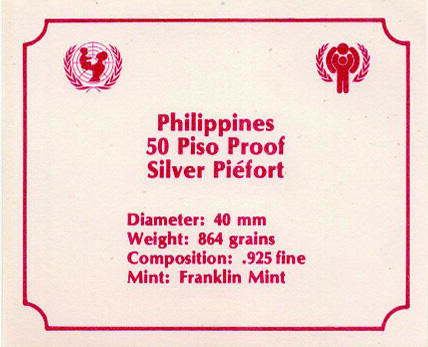 Philippines
50 Piso Proof
Silver Piéfort
Diameter: 40 mm
Weight: 864 grains
Composition: .925 fine
Mint: Franklin Mint